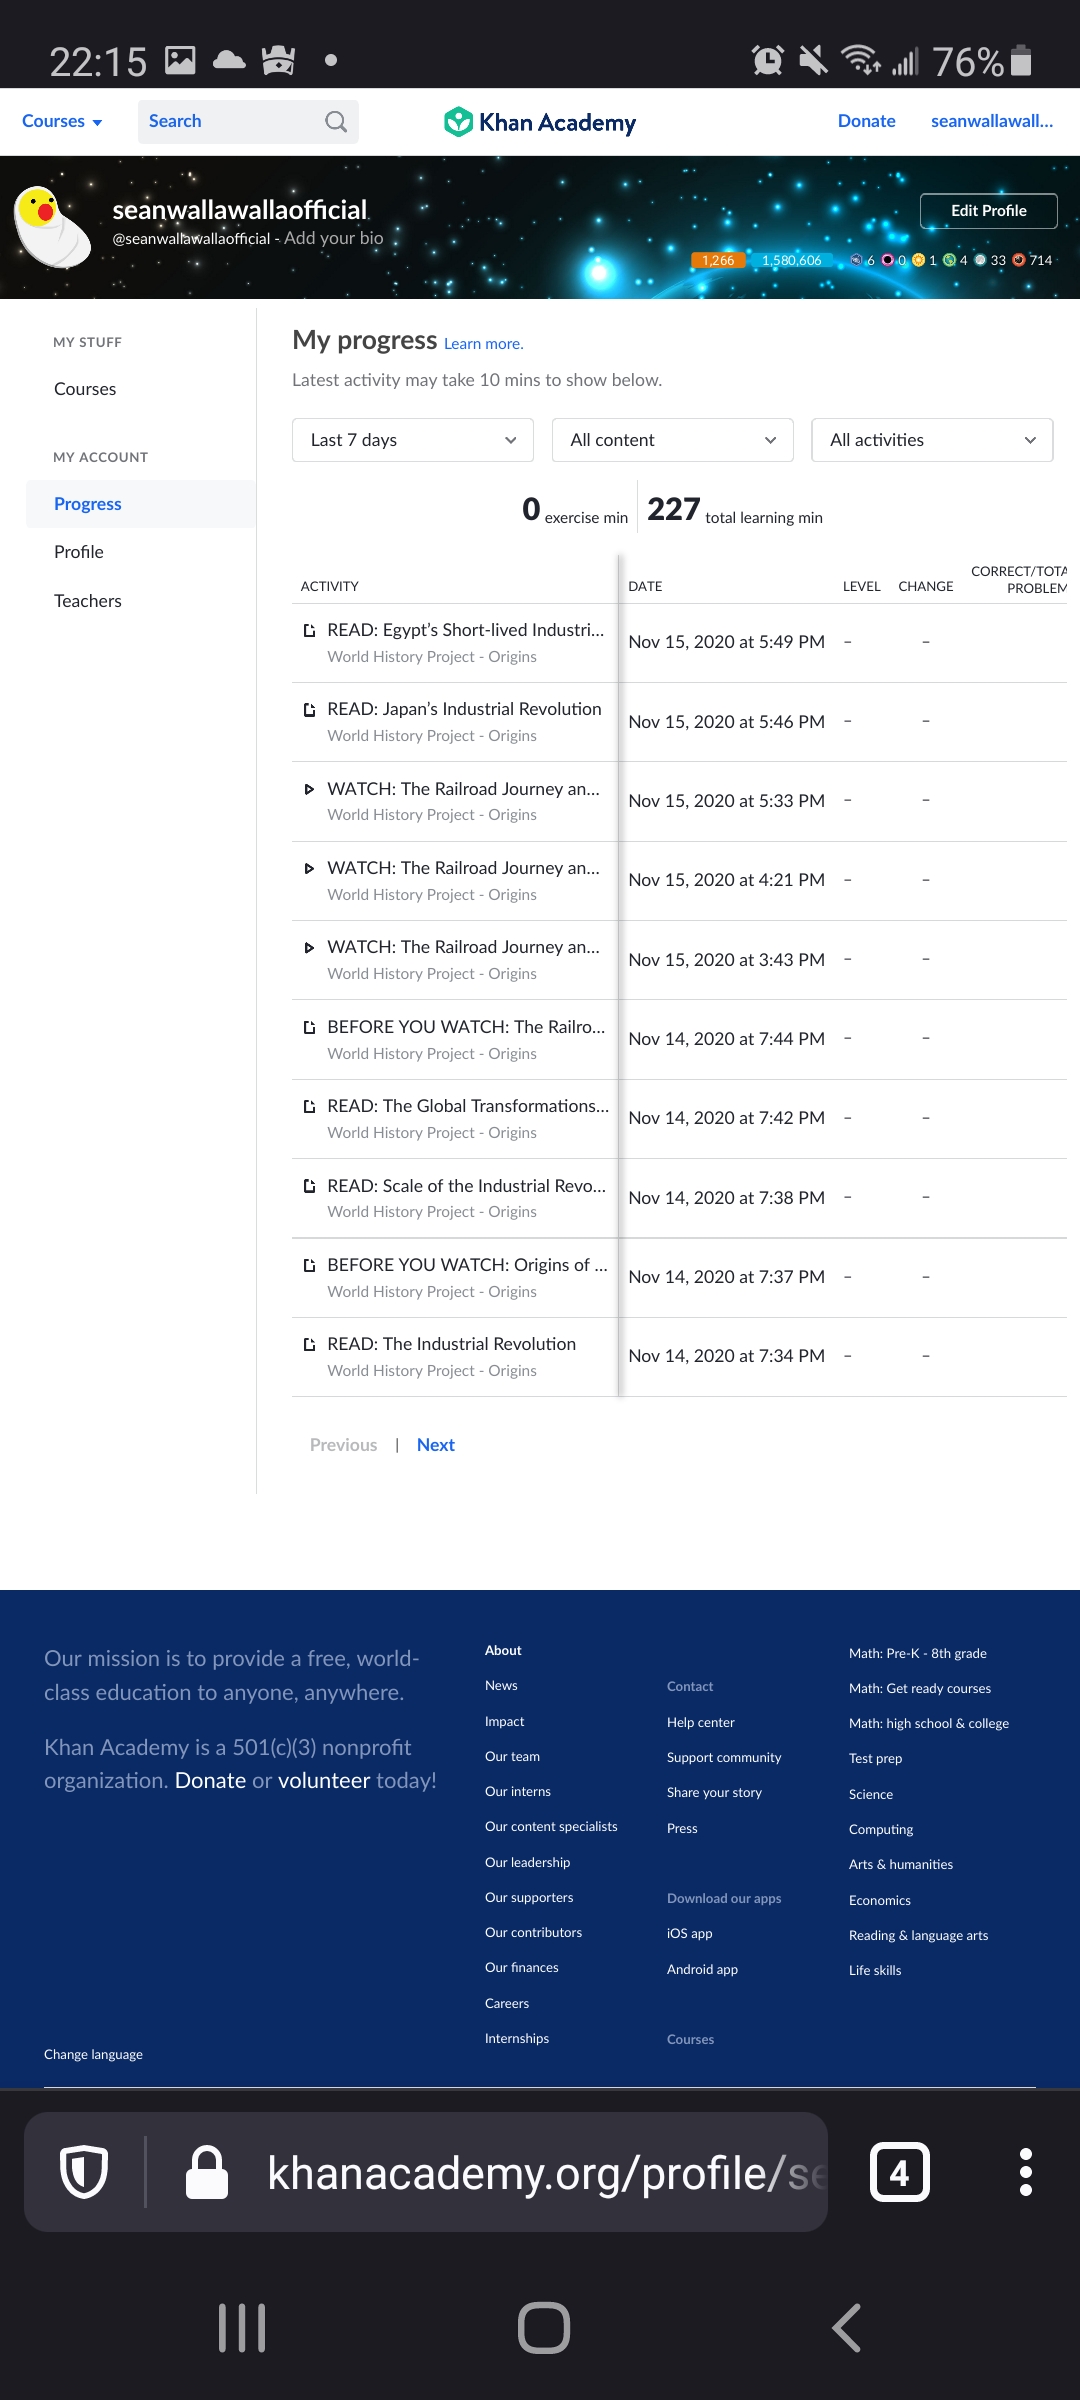 22:15
76%
Courses
Search
Khan Academy
Donate
seanwallawall...
seanwallawallaofficial
@seanwallawallaofficial - Add your bio
Edit Profile
1,266 1,580,606 6 0 1 4 33 714
MY STUFF
Courses
MY ACCOUNT
Progress
Profile
Teachers
My progress Learn more.
Latest activity may take 10 mins to show below.
Last 7 days
All content
All activities
0 exercise min 227 total learning min
ACTIVITY DATE LEVEL CHANGE CORRECT/TOTA
PROBLEM
READ: Egypt’s Short-lived Industri... Nov 15, 2020 at 5:49 PM – –
World History Project - Origins
READ: Japan’s Industrial Revolution Nov 15, 2020 at 5:46 PM – –
World History Project - Origins
WATCH: The Railroad Journey an... Nov 15, 2020 at 5:33 PM – –
World History Project - Origins
WATCH: The Railroad Journey an... Nov 15, 2020 at 4:21 PM – –
World History Project - Origins
WATCH: The Railroad Journey an... Nov 15, 2020 at 3:43 PM – –
World History Project - Origins
BEFORE YOU WATCH: The Railro... Nov 14, 2020 at 7:44 PM – –
World History Project - Origins
READ: The Global Transformations... Nov 14, 2020 at 7:42 PM – –
World History Project - Origins
READ: Scale of the Industrial Revo... Nov 14, 2020 at 7:38 PM – –
World History Project - Origins
BEFORE YOU WATCH: Origins of ... Nov 14, 2020 at 7:37 PM – –
World History Project - Origins
READ: The Industrial Revolution Nov 14, 2020 at 7:34 PM – –
World History Project - Origins
Previous | Next
Our mission is to provide a free, world-
class education to anyone, anywhere.
Khan Academy is a 501(c)(3) nonprofit
organization. Donate or volunteer today!
Change language
About
News
Impact
Our team
Our interns
Our content specialists
Our leadership
Our supporters
Our contributors
Our finances
Careers
Internships
Contact
Help center
Support community
Share your story
Press
Download our apps
iOS app
Android app
Courses
Math: Pre-K - 8th grade
Math: Get ready courses
Math: high school & college
Test prep
Science
Computing
Arts & humanities
Economics
Reading & language arts
Life skills
khanacademy.org/profile/se
4